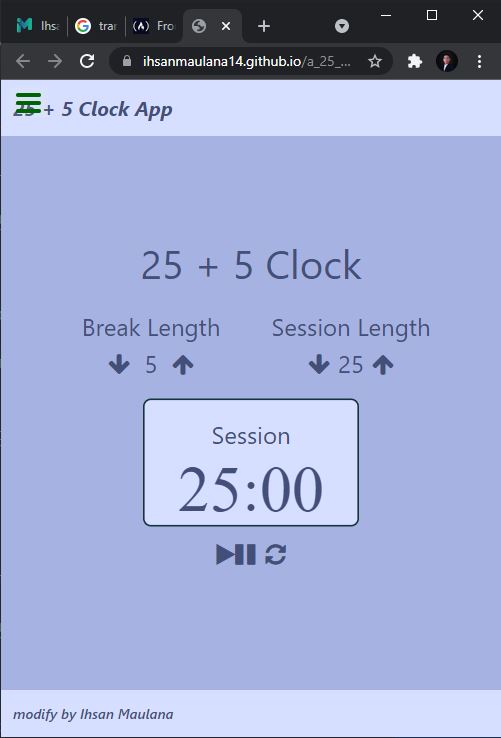 Ihsa
tran
Fro
ihsanmaulana14.github.io/a_25_...
25 + 5 Clock App
25 + 5 Clock
Break Length Session Length
5 25
Session
25:00
modify by Ihsan Maulana